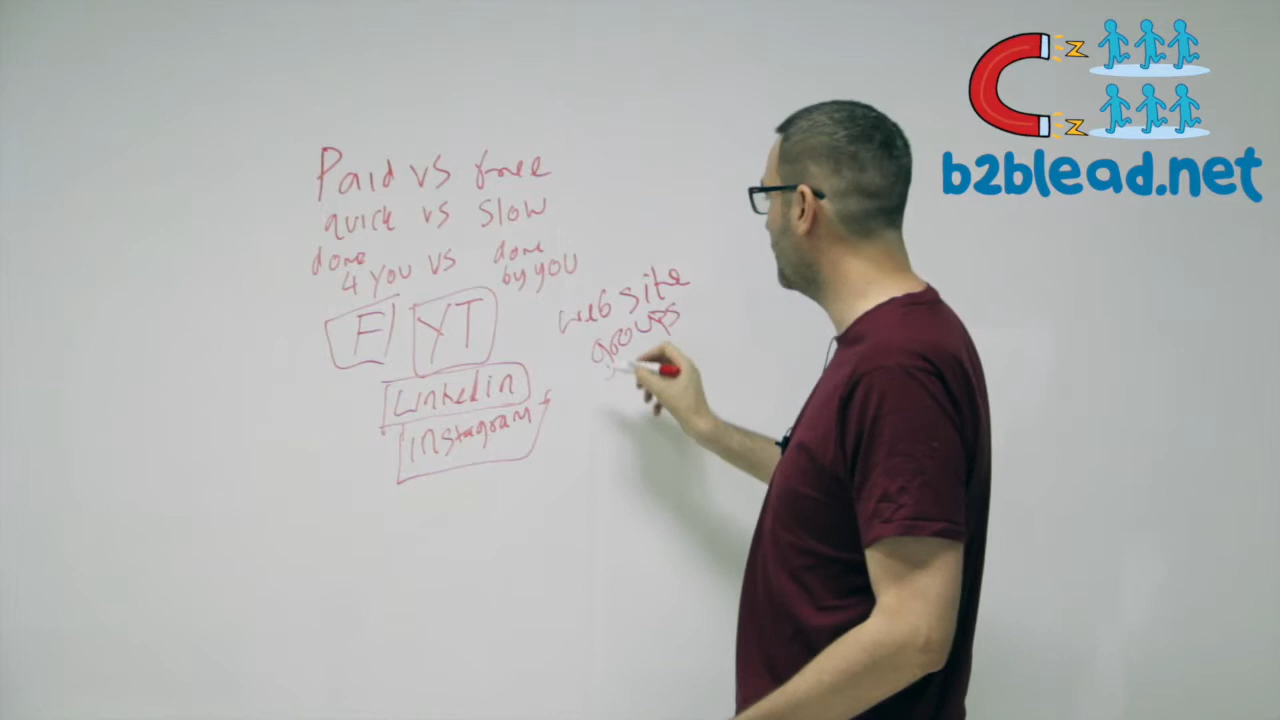 Paid vs free
quick vs slow
done 4 you vs done by you
F YT
Linkedin
Instagram
website
groups
b2blead.net